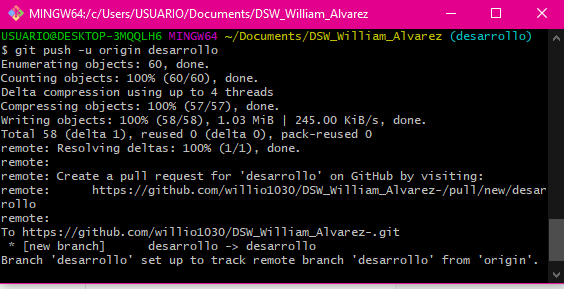 MINGW64:/c/Users/USUARIO/Documents/DSW_William_Alvarez
USUARIO@DESKTOP-3MQQLH6 MINGW64 ~/Documents/DSW_William_Alvarez (desarrollo)
$ git push -u origin desarrollo
Enumerating objects: 60, done.
Counting objects: 100% (60/60), done.
Delta compression using up to 4 threads
Compressing objects: 100% (57/57), done.
Writing objects: 100% (58/58), 1.03 MiB | 245.00 KiB/s, done.
Total 58 (delta 1), reused 0 (delta 0), pack-reused 0
remote: Resolving deltas: 100% (1/1), done.
remote:
remote: Create a pull request for 'desarrollo' on GitHub by visiting:
remote:      https://github.com/willio1030/DSW_William_Alvarez-/pull/new/desar
rollo
remote:
To https://github.com/willio1030/DSW_William_Alvarez-.git
 * [new branch]      desarrollo -> desarrollo
Branch 'desarrollo' set up to track remote branch 'desarrollo' from 'origin'.